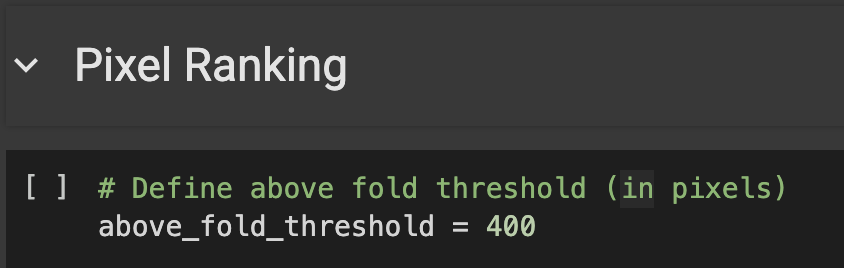 Pixel Ranking
[ ] # Define above fold threshold (in pixels)
above_fold_threshold = 400